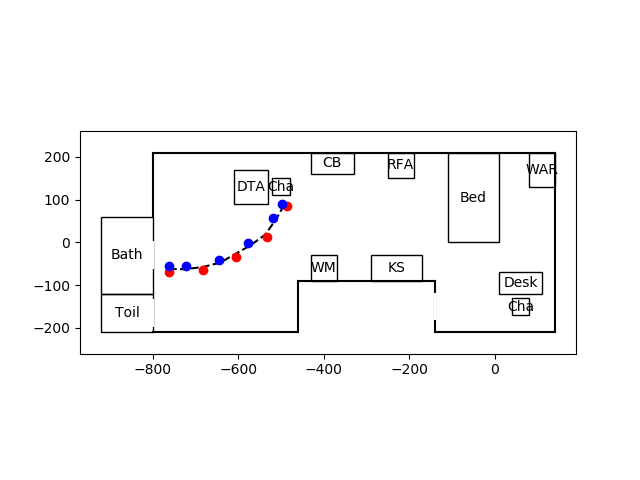 200
100
0
−100
−200
CB
RFA
WAR
DTA
Cha
Bed
Bath
WM
KS
Desk
Cha
Toil
−800
−600
−400
−200
0